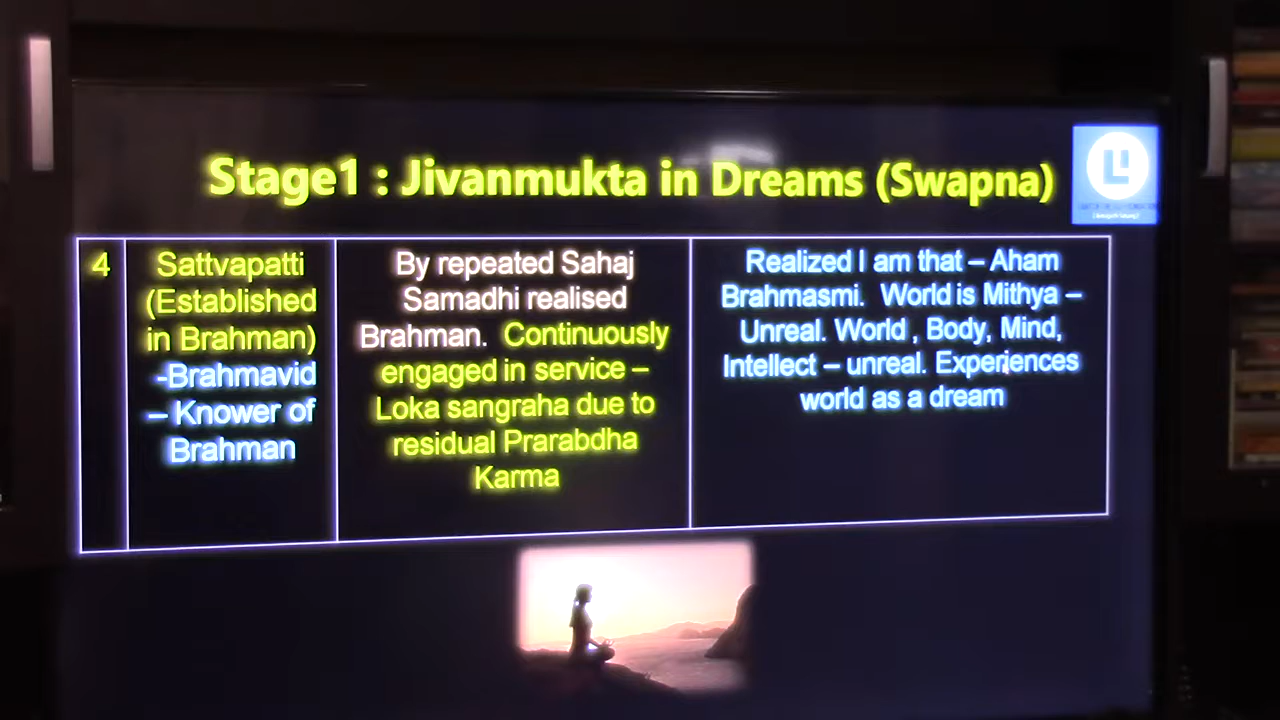 Stage1 : Jivanmukta in Dreams (Swapna)
4
Sattvapatti
(Established
in Brahman)
-Brahmavid
– Knower of
Brahman
By repeated Sahaj
Samadhi realised
Brahman. Continuously
engaged in service –
Loka sangraha due to
residual Prarabdha
Karma
Realized I am that – Aham
Brahmasmi. World is Mithya –
Unreal. World , Body, Mind,
Intellect – unreal. Experiences
world as a dream